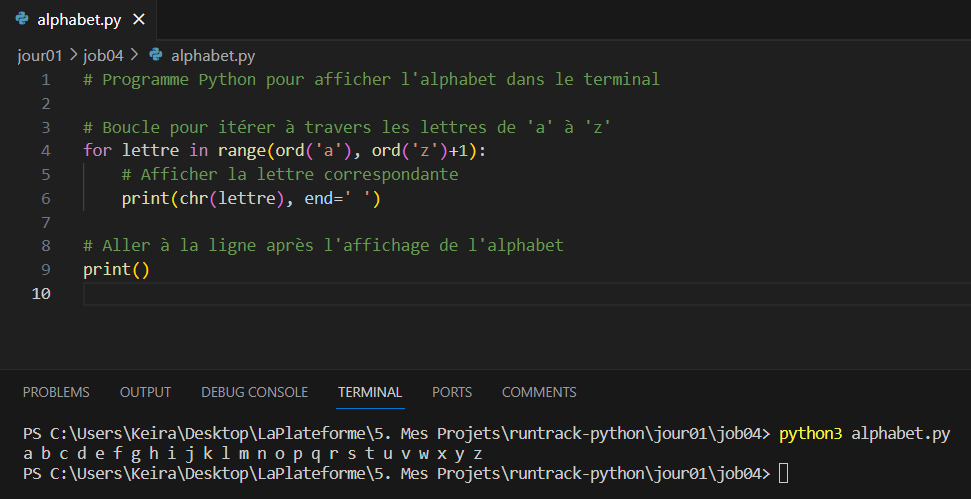 alphabet.py ×
jour01 > job04 > alphabet.py
1 # Programme Python pour afficher l'alphabet dans le terminal
2
3 # Boucle pour itérer à travers les lettres de 'a' à 'z'
4 for lettre in range(ord('a'), ord('z')+1):
5     # Afficher la lettre correspondante
6     print(chr(lettre), end=' ')
7
8 # Aller à la ligne après l'affichage de l'alphabet
9 print()
10
PROBLEMS OUTPUT DEBUG CONSOLE TERMINAL PORTS COMMENTS
PS C:\Users\Keira\Desktop\LaPlateforme\5. Mes Projets\runtrack-python\jour01\job04> python3 alphabet.py
a b c d e f g h i j k l m n o p q r s t u v w x y z
PS C:\Users\Keira\Desktop\LaPlateforme\5. Mes Projets\runtrack-python\jour01\job04>